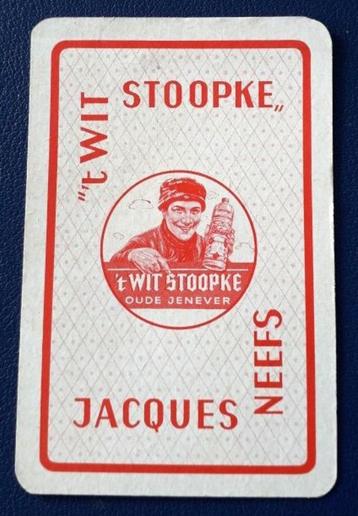 "'t WIT
STOOPKE„
't WIT STOOPKE
OUDE JENEVER
JACQUES
NEEFS